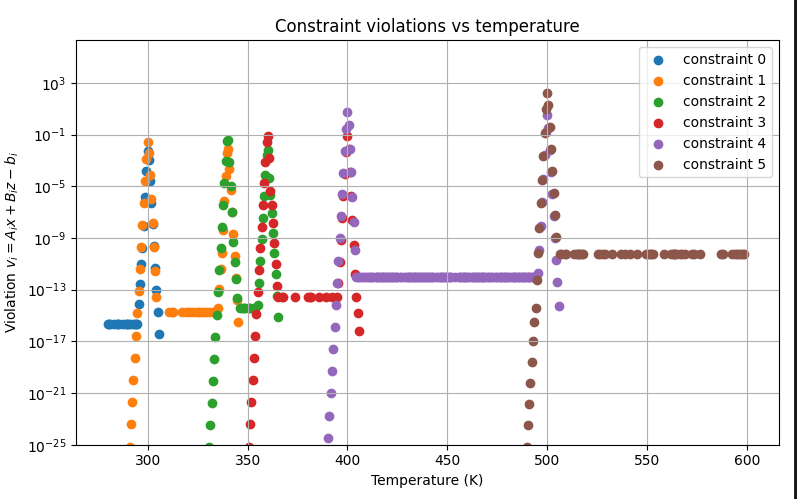 Constraint violations vs temperature
constraint 0
constraint 1
constraint 2
constraint 3
constraint 4
constraint 5
Violation vᵢ = Aᵢx + Bᵢz − bᵢ
10³
10⁻¹
10⁻⁵
10⁻⁹
10⁻¹³
10⁻¹⁷
10⁻²¹
10⁻²⁵
300 350 400 450 500 550 600
Temperature (K)